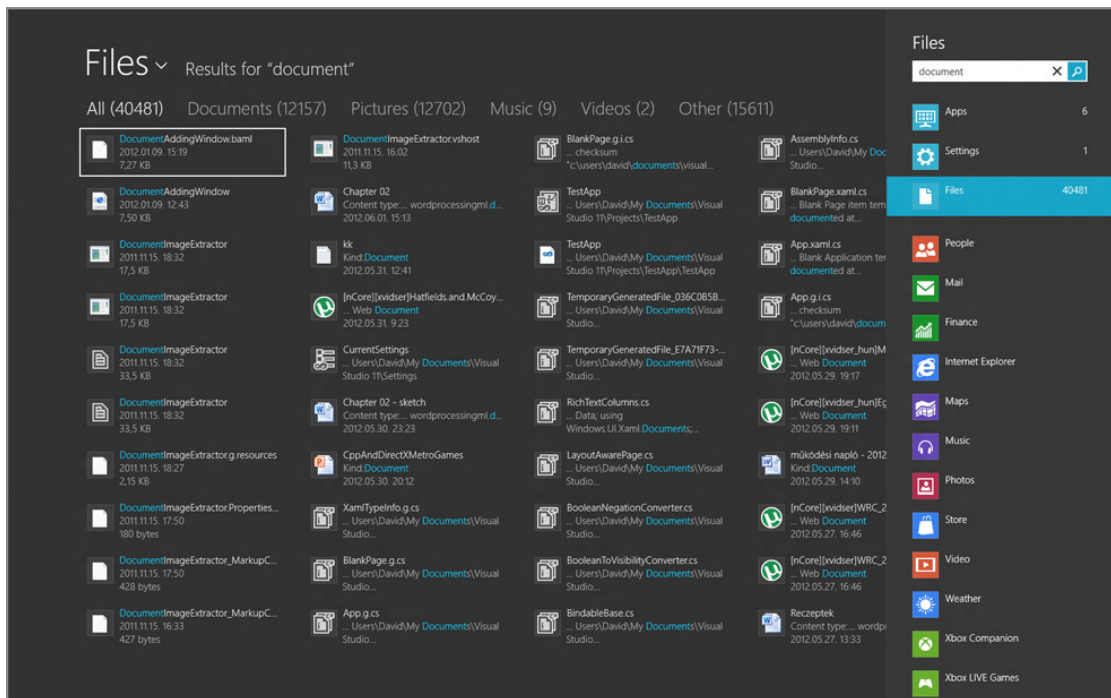 Files Results for "document"
All (40481) Documents (12157) Pictures (12702) Music (9) Videos (2) Other (15611)
DocumentAddingWindow.baml
2012.01.09. 15:19
7,27 KB
DocumentAddingWindow
2012.01.09. 12:43
7,50 KB
DocumentImageExtractor
2011.11.15. 18:32
17,5 KB
DocumentImageExtractor
2011.11.15. 18:32
17,5 KB
DocumentImageExtractor
2011.11.15. 18:32
33,5 KB
DocumentImageExtractor
2011.11.15. 18:32
33,5 KB
DocumentImageExtractor.g.resources
2011.11.15. 18:27
2,15 KB
DocumentImageExtractor.Properties...
2011.11.15. 17:50
180 bytes
DocumentImageExtractor_MarkupC...
2011.11.15. 17:50
428 bytes
DocumentImageExtractor_MarkupC...
2011.11.15. 16:33
427 bytes
DocumentImageExtractor.vshost
2011.11.15. 16:02
11,3 KB
Chapter 02
Content type:... wordprocessingml.d...
2012.06.01. 15:13
kk
Kind:Document
2012.05.31. 12:41
[nCore][xvidser]Hatfields.and.McCoy...
... Web Document
2012.05.31. 9:23
CurrentSettings
... Users\David\My Documents\Visual
Studio 11\Settings
Chapter 02 - sketch
Content type:... wordprocessingml.d...
2012.05.30. 23:23
CppAndDirectXMetroGames
Kind:Document
2012.05.30. 20:12
XamlTypeInfo.g.cs
... Users\David\My Documents\Visual
Studio...
BlankPage.g.cs
... Users\David\My Documents\Visual
Studio...
App.g.cs
... Users\David\My Documents\Visual
Studio...
BlankPage.g.i.cs
... checksum
"c:\users\david\documents\visual...
TestApp
... Users\David\My Documents\Visual
Studio 11\Projects\TestApp
TestApp
... Users\David\My Documents\Visual
Studio 11\Projects\TestApp\TestApp
TemporaryGeneratedFile_036C0B5B...
... Users\David\My Documents\Visual
Studio...
TemporaryGeneratedFile_E7A71F73-...
... Users\David\My Documents\Visual
Studio...
RichTextColumns.cs
... Data; using
Windows.UI.Xaml.Documents;...
LayoutAwarePage.cs
... Users\David\My Documents\Visual
Studio...
BooleanNegationConverter.cs
... Users\David\My Documents\Visual
Studio...
BooleanToVisibilityConverter.cs
... Users\David\My Documents\Visual
Studio...
BindableBase.cs
... Users\David\My Documents\Visual
Studio...
AssemblyInfo.cs
... Users\David\My Doc
Studio...
BlankPage.xaml.cs
... Blank Page item tem
documented at...
App.xaml.cs
... Blank Application ter
documented at...
App.g.i.cs
... checksum
"c:\users\david\docum
[nCore][xvidser_hun]M
... Web Document
2012.05.29. 19:17
[nCore][xvidser_hun]Eg
... Web Document
2012.05.29. 19:11
működési napló - 2012
Kind:Document
2012.05.29. 14:10
[nCore][xvidser]WRC_2
... Web Document
2012.05.27. 16:46
[nCore][xvidser]WRC_2
... Web Document
2012.05.27. 16:46
Reczeptek
Content type:... wordp
2012.05.27. 13:33
Files
document
Apps 6
Settings 1
Files 40481
People
Mail
Finance
Internet Explorer
Maps
Music
Photos
Store
Video
Weather
Xbox Companion
Xbox LIVE Games